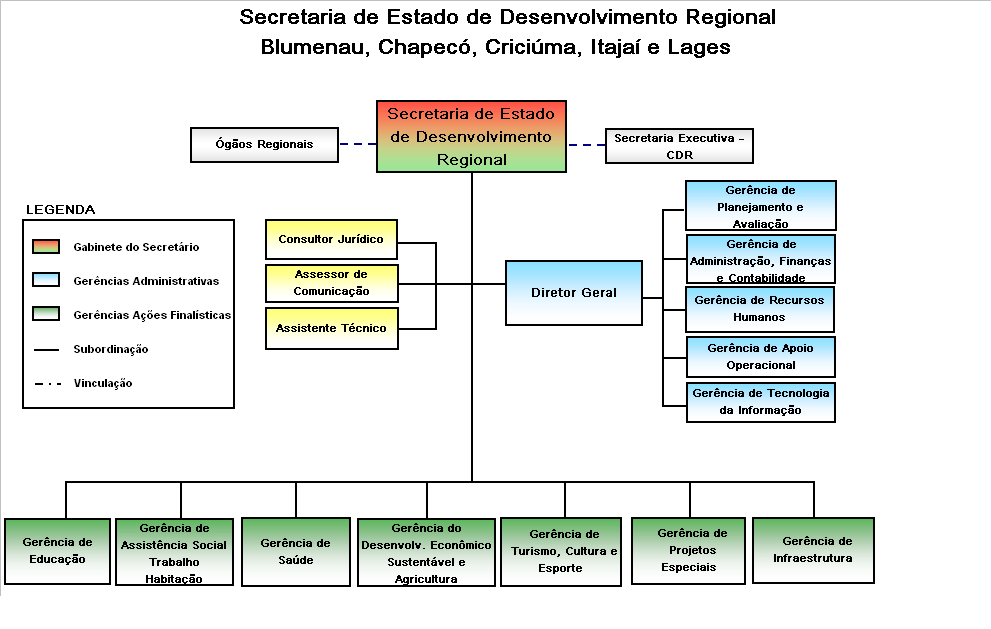 Secretaria de Estado de Desenvolvimento Regional
Blumenau, Chapecó, Criciúma, Itajaí e Lages
Secretaria de Estado
de Desenvolvimento
Regional
Ógãos Regionais
Secretaria Executiva –
CDR
LEGENDA
Gabinete do Secretário
Gerências Administrativas
Gerências Ações Finalísticas
Subordinação
Vinculação
Consultor Jurídico
Assessor de
Comunicação
Assistente Técnico
Diretor Geral
Gerência de
Planejamento e
Avaliação
Gerência de
Administração, Finanças
e Contabilidade
Gerência de Recursos
Humanos
Gerência de Apoio
Operacional
Gerência de Tecnologia
da Informação
Gerência de
Educação
Gerência de
Assistência Social
Trabalho
Habitação
Gerência de
Saúde
Gerência do
Desenvolv. Econômico
Sustentável e
Agricultura
Gerência de
Turismo, Cultura e
Esporte
Gerência de
Projetos
Especiais
Gerência de
Infraestrutura